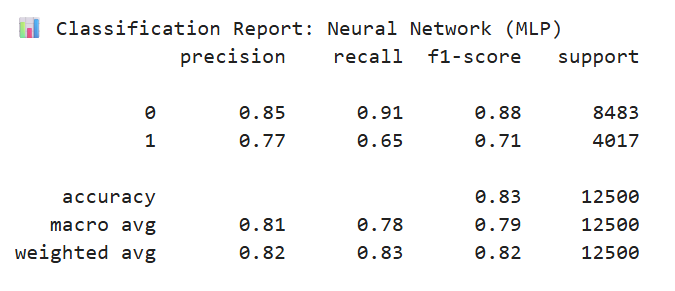 📊 Classification Report: Neural Network (MLP)
precision recall f1-score support
0 0.85 0.91 0.88 8483
1 0.77 0.65 0.71 4017
accuracy 0.83 12500
macro avg 0.81 0.78 0.79 12500
weighted avg 0.82 0.83 0.82 12500